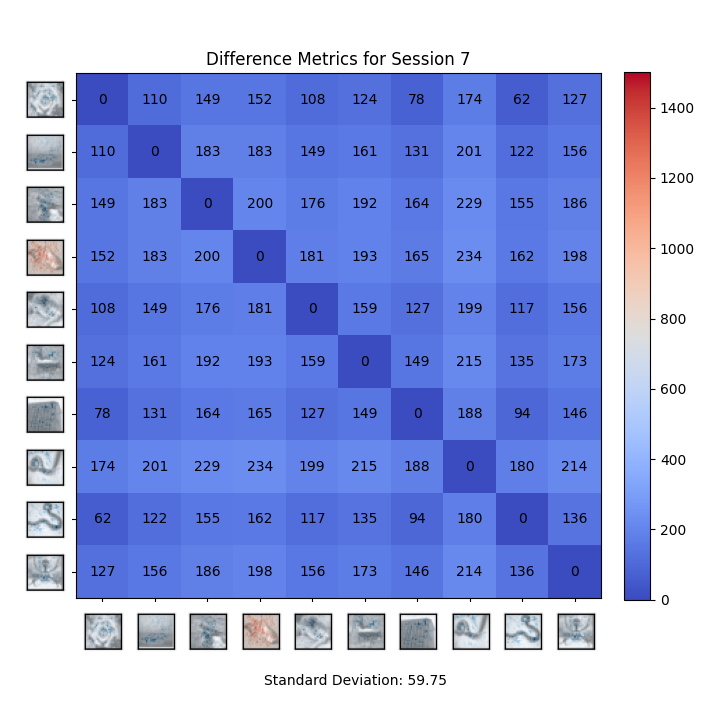 Difference Metrics for Session 7
0 110 149 152 108 124 78 174 62 127
110 0 183 183 149 161 131 201 122 156
149 183 0 200 176 192 164 229 155 186
152 183 200 0 181 193 165 234 162 198
108 149 176 181 0 159 127 199 117 156
124 161 192 193 159 0 149 215 135 173
78 131 164 165 127 149 0 188 94 146
174 201 229 234 199 215 188 0 180 214
62 122 155 162 117 135 94 180 0 136
127 156 186 198 156 173 146 214 136 0
1400
1200
1000
800
600
400
200
0
Standard Deviation: 59.75